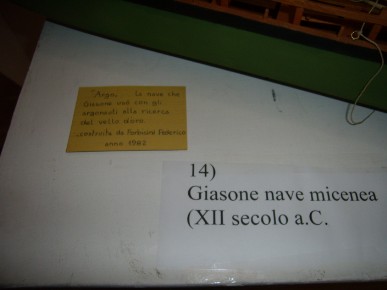 "Argo,... la nave che
Giasone usò con gli
argonauti alla ricerca
del vello d'oro.
costruita da Federico
anno 1982
14)
Giasone nave micenea
(XII secolo a.C.